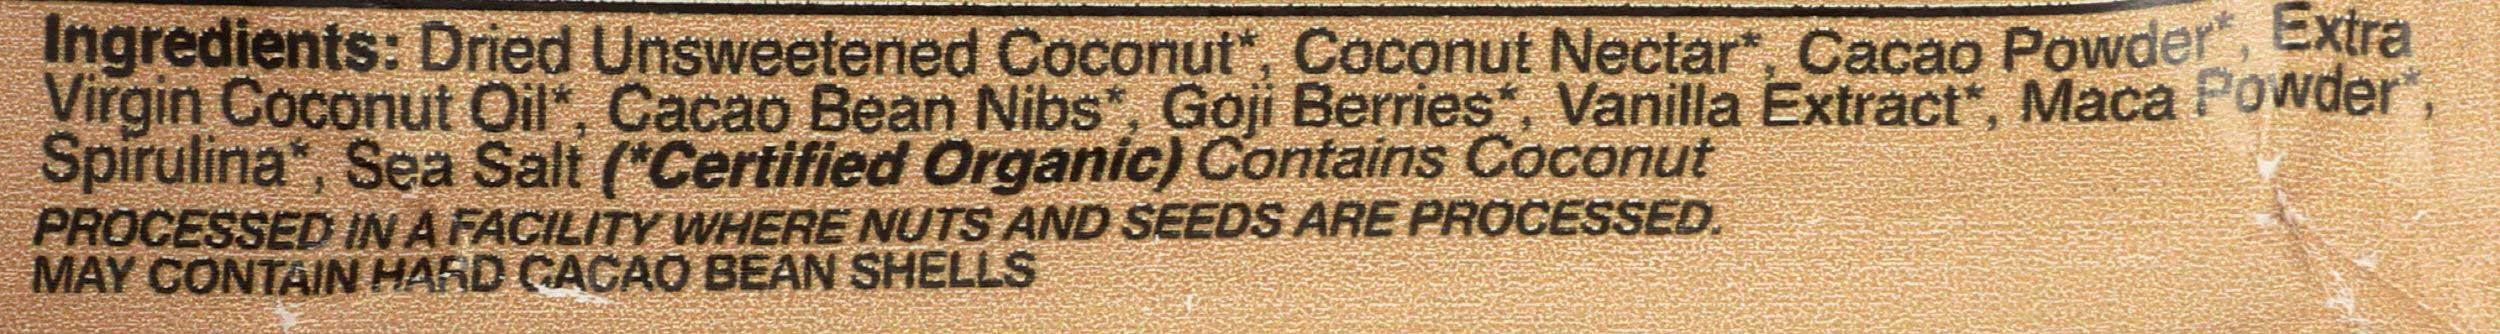 Ingredients: Dried Unsweetened Coconut*, Coconut Nectar*, Cacao Powder*, Extra
Virgin Coconut Oil*, Cacao Bean Nibs*, Goji Berries*, Vanilla Extract*, Maca Powder*,
Spirulina*, Sea Salt (*Certified Organic) Contains Coconut
PROCESSED IN A FACILITY WHERE NUTS AND SEEDS ARE PROCESSED.
MAY CONTAIN HARD CACAO BEAN SHELLS